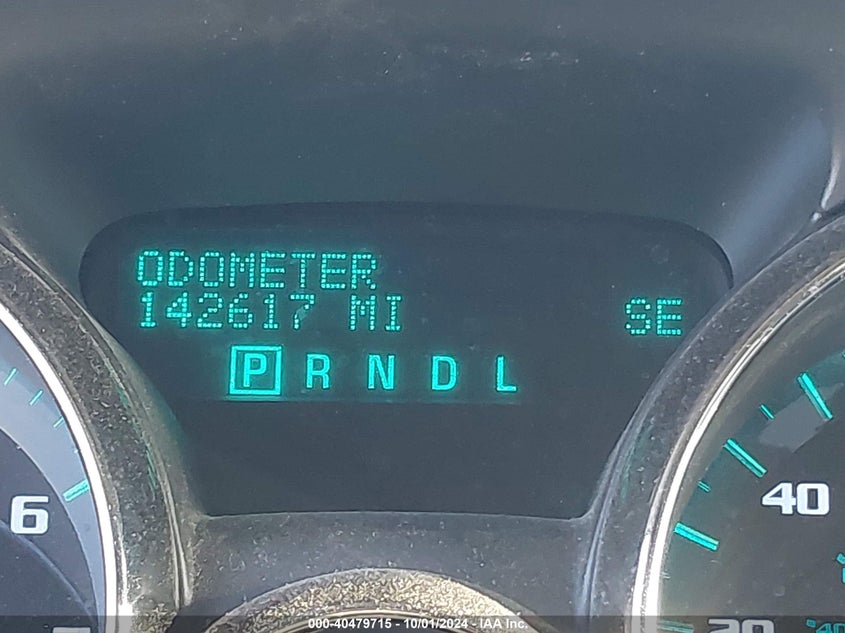 ODOMETER
142617 MI SE
P R N D L
6
40
20
000-40479715 - 10/01/2024 - IAA Inc.